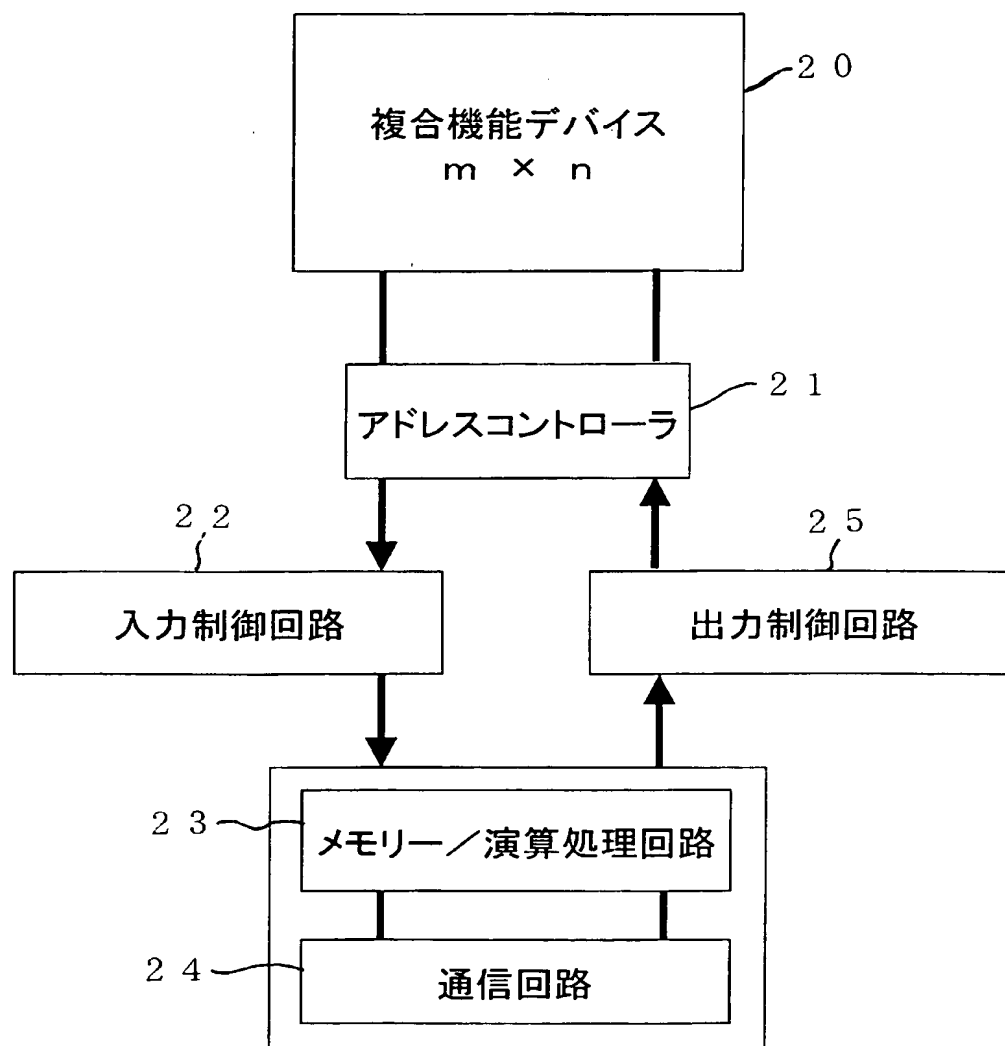 ２０
複合機能デバイス
ｍ × ｎ
２１
アドレスコントローラ
２２
２５
入力制御回路
出力制御回路
２３
メモリー／演算処理回路
２４
通信回路